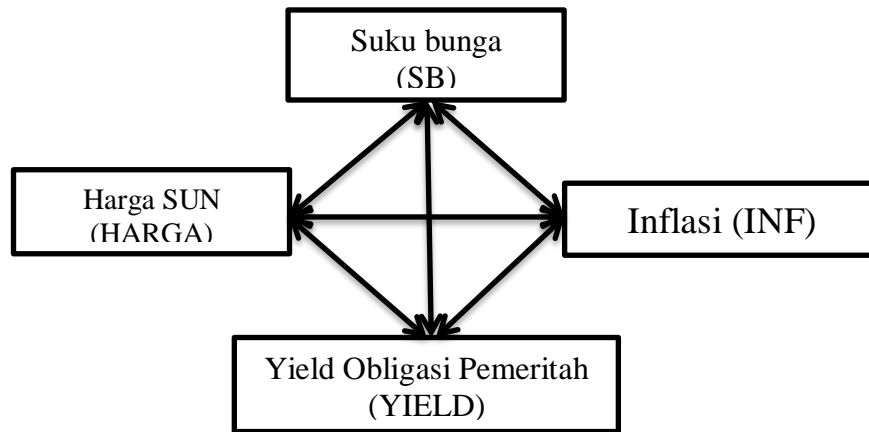 Suku bunga
(SB)
Harga SUN
(HARGA)
Inflasi (INF)
Yield Obligasi Pemeritah
(YIELD)